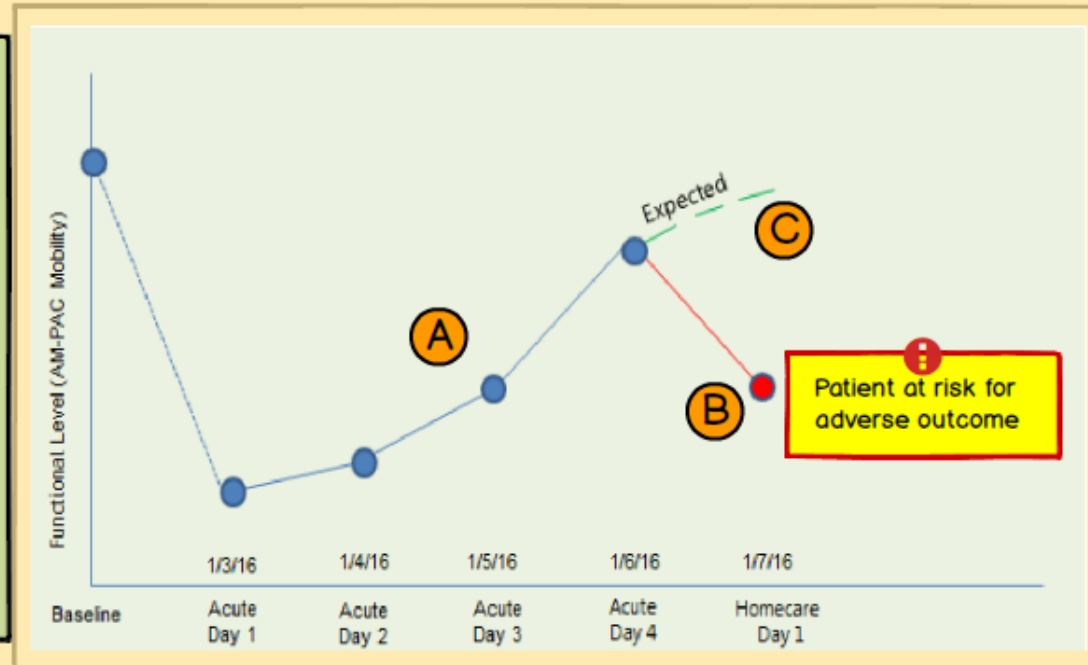 Functional Level (AM-PAC Mobility)
Expected
C
A
B
Patient at risk for
adverse outcome
1/3/16 1/4/16 1/5/16 1/6/16 1/7/16
Baseline Acute Acute Acute Acute Homecare
Day 1 Day 2 Day 3 Day 4 Day 1